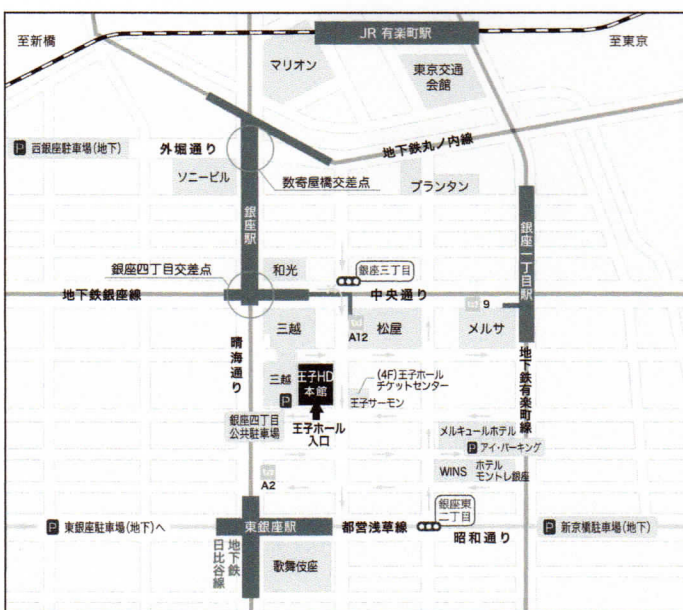 JR 有楽町駅
至新橋
至東京
マリオン
東京交通
会館
P 西銀座駐車場(地下)
外堀通り
地下鉄丸ノ内線
ソニービル
数寄屋橋交差点
プランタン
銀座駅
銀座一丁目駅
銀座四丁目交差点
和光
銀座三丁目
地下鉄銀座線
中央通り
9
三越
A12
松屋
メルサ
晴海通り
地下鉄有楽町線
三越
P
王子HD
本館
(4F)王子ホール
チケットセンター
王子サーモン
銀座四丁目
公共駐車場
王子ホール
入口
メルキュールホテル
P アイ・パーキング
WINS
ホテル
モントレ銀座
A2
銀座東
二丁目
P 東銀座駐車場(地下)へ
東銀座駅
都営浅草線
昭和通り
P 新京橋駐車場(地下)
地下鉄
日比谷線
歌舞伎座